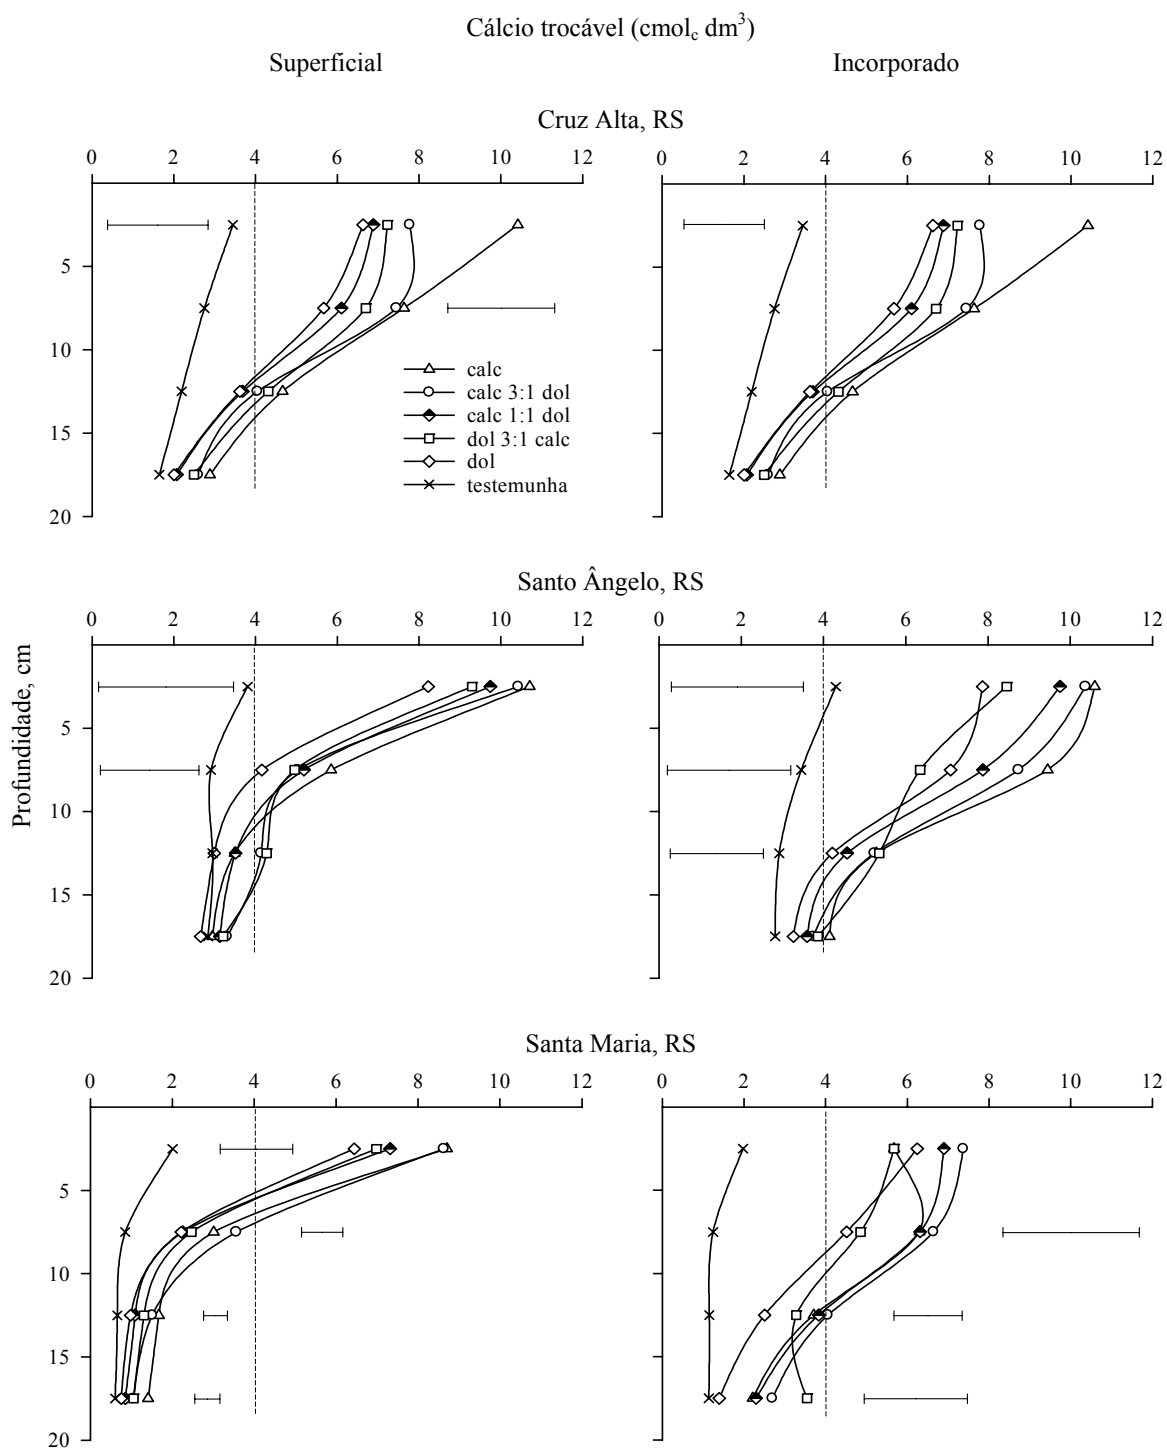 Cálcio trocável (cmolc dm3)
Superficial
Incorporado
Cruz Alta, RS
0 2 4 6 8 10 12
0 2 4 6 8 10 12
5
10
15
20
calc
calc 3:1 dol
calc 1:1 dol
dol 3:1 calc
dol
testemunha
Santo Ângelo, RS
0 2 4 6 8 10 12
0 2 4 6 8 10 12
Profundidade, cm
5
10
15
20
Santa Maria, RS
0 2 4 6 8 10 12
0 2 4 6 8 10 12
5
10
15
20